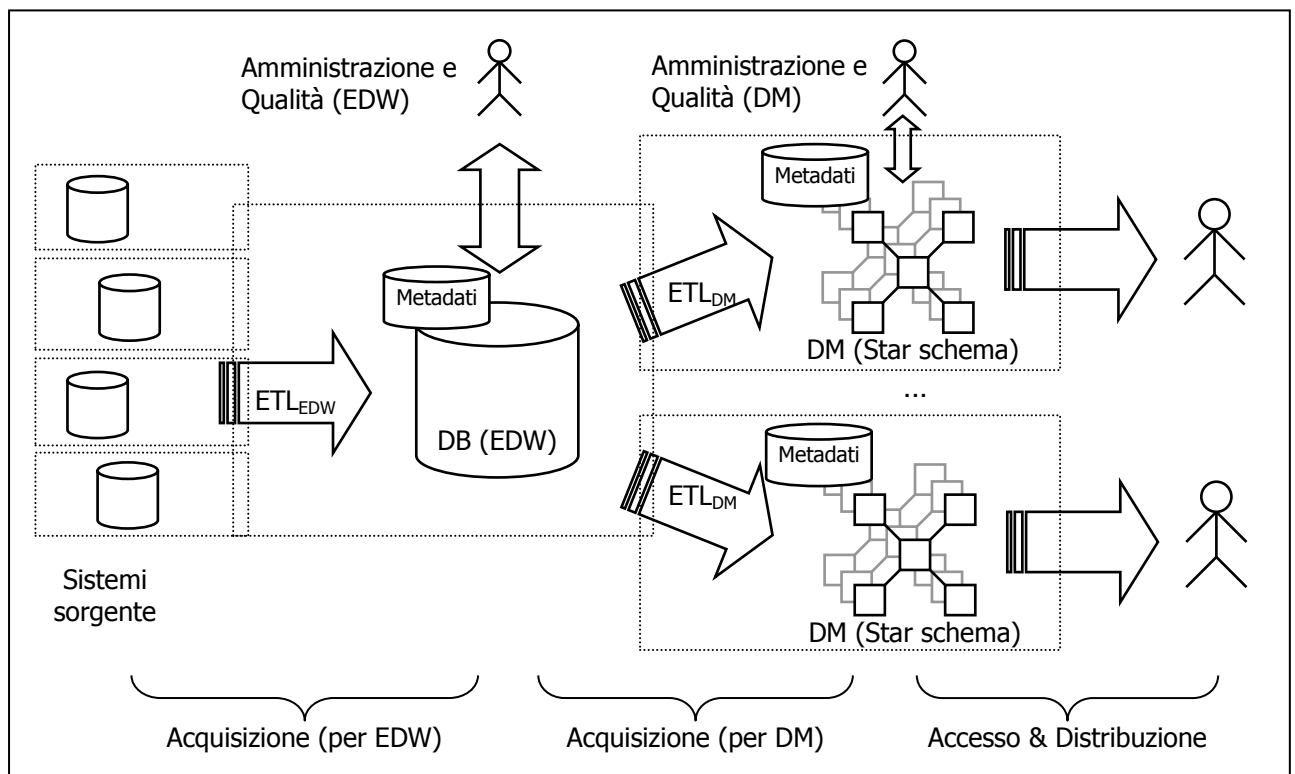 Amministrazione e
Qualità (EDW)
Amministrazione e
Qualità (DM)
Metadati
Metadati
ETLDM
ETLEDW
DB (EDW)
DM (Star schema)
...
Metadati
ETLDM
DM (Star schema)
Sistemi
sorgente
Acquisizione (per EDW)
Acquisizione (per DM)
Accesso & Distribuzione